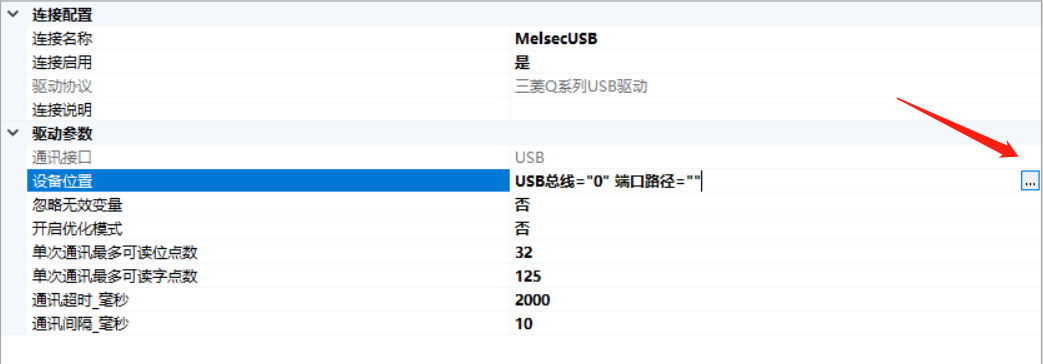 连接配置
连接名称 MelsecUSB
连接启用 是
驱动协议 三菱Q系列USB驱动
连接说明
驱动参数
通讯接口 USB
设备位置 USB总线="0" 端口路径="" ...
忽略无效变量 否
开启优化模式 否
单次通讯最多可读位点数 32
单次通讯最多可读字点数 125
通讯超时_毫秒 2000
通讯间隔_毫秒 10